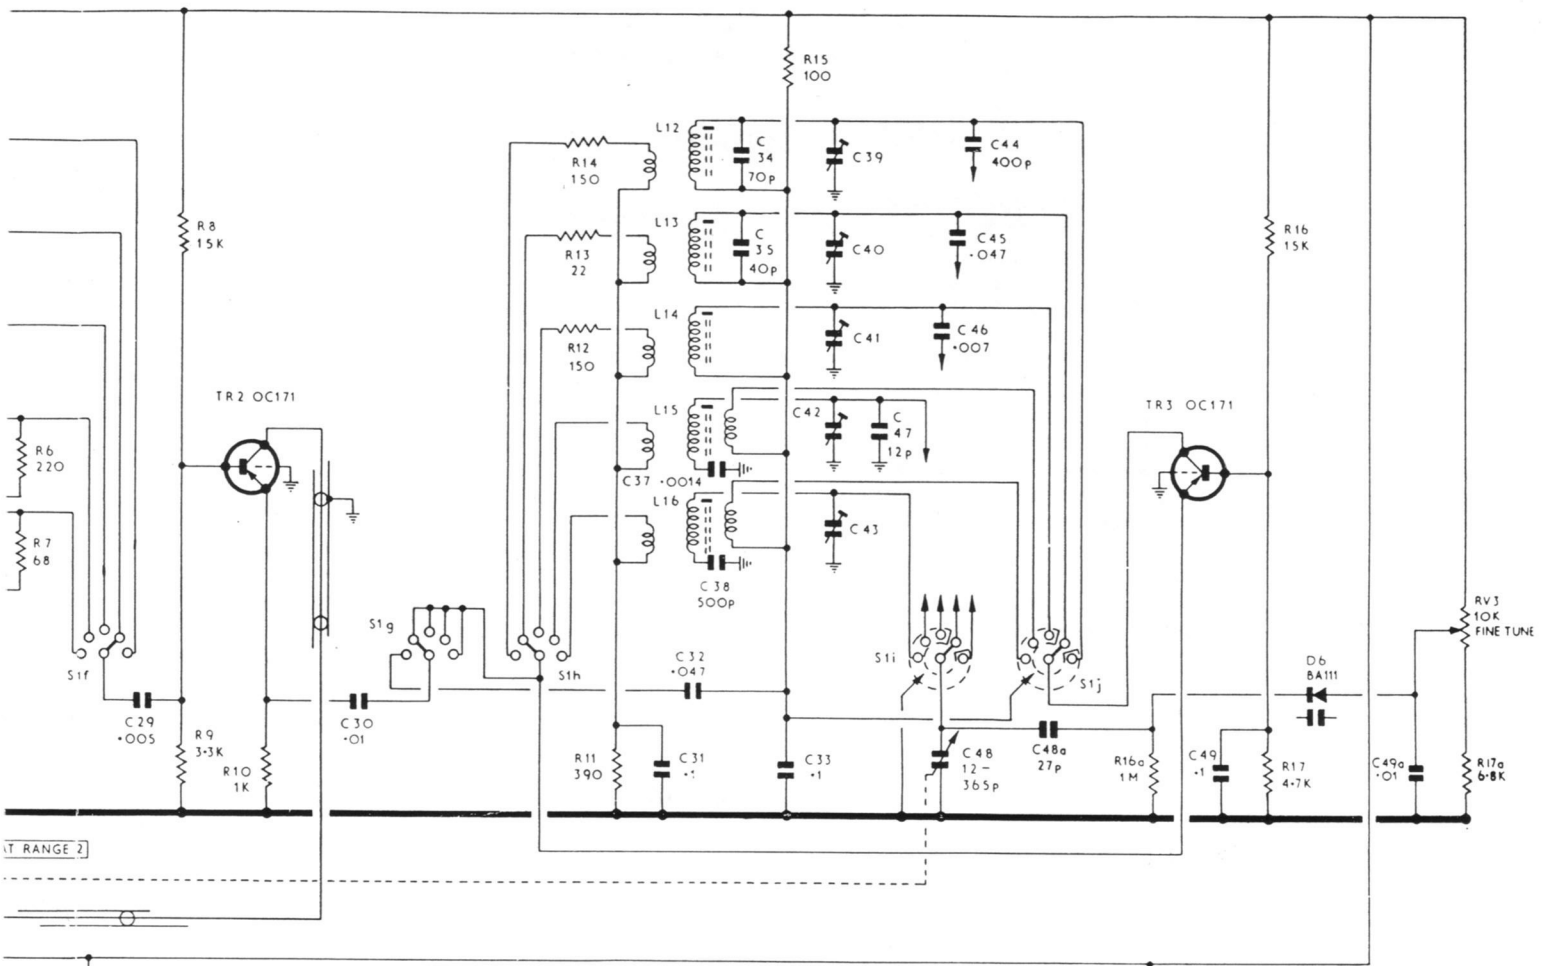 R15
100
L12
C
34
70p
C39
C44
400p
R14
150
L13
C
35
40p
C40
C45
·047
R8
15K
R13
22
R16
15K
L14
C41
C46
·007
R12
150
TR2 OC171
L15
C42
C
47
12p
TR3 OC171
R6
220
C37 ·0014
L16
C43
R7
68
C38
500p
RV3
10K
FINE TUNE
S1g
S1f
S1h
C32
·047
S1i
S1j
D6
BA111
C29
·005
C30
·01
R9
3·3K
R10
1K
R11
390
C31
·1
C33
·1
C48
12–
365p
C48a
27p
R16a
1M
C49
·1
R17
4·7K
C49a
·01
R17a
6·8K
AT RANGE 2